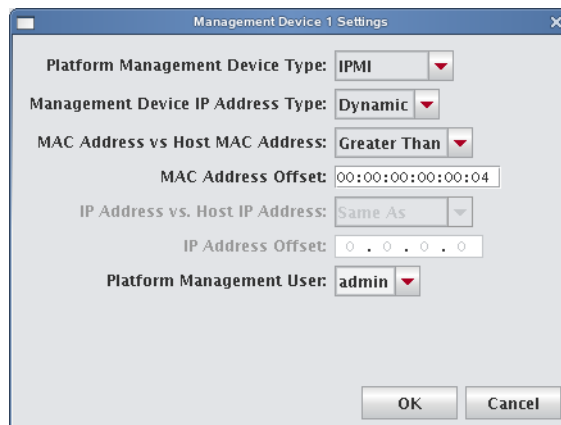 Management Device 1 Settings
Platform Management Device Type: IPMI
Management Device IP Address Type: Dynamic
MAC Address vs Host MAC Address: Greater Than
MAC Address Offset: 00:00:00:00:00:04
IP Address vs. Host IP Address: Same As
IP Address Offset: 0 . 0 . 0 . 0
Platform Management User: admin
OK Cancel